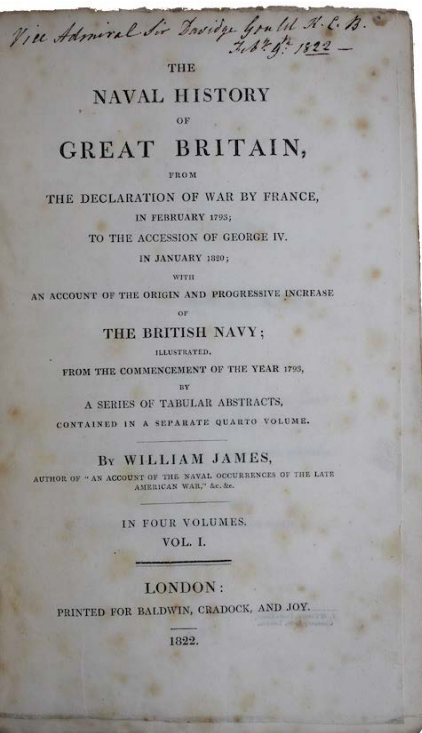 Vice Admiral Sir Davidge Gould K.C.B.
Feby 9th 1822 —
THE
NAVAL HISTORY
OF
GREAT BRITAIN,
FROM
THE DECLARATION OF WAR BY FRANCE,
IN FEBRUARY 1793;
TO THE ACCESSION OF GEORGE IV.
IN JANUARY 1820;
WITH
AN ACCOUNT OF THE ORIGIN AND PROGRESSIVE INCREASE
OF
THE BRITISH NAVY;
ILLUSTRATED,
FROM THE COMMENCEMENT OF THE YEAR 1793,
BY
A SERIES OF TABULAR ABSTRACTS,
CONTAINED IN A SEPARATE QUARTO VOLUME.
BY WILLIAM JAMES,
AUTHOR OF "AN ACCOUNT OF THE NAVAL OCCURRENCES OF THE LATE
AMERICAN WAR," &c. &c.
IN FOUR VOLUMES.
VOL. I.
LONDON:
PRINTED FOR BALDWIN, CRADOCK, AND JOY.
1822.